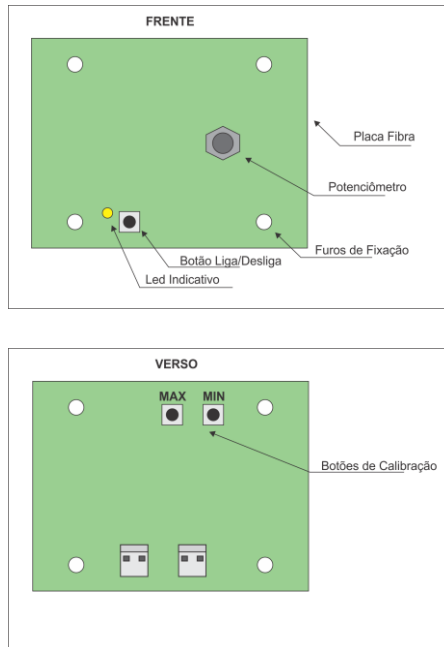 FRENTE
Placa Fibra
Potenciômetro
Furos de Fixação
Botão Liga/Desliga
Led Indicativo
VERSO
MAX MIN
Botões de Calibração